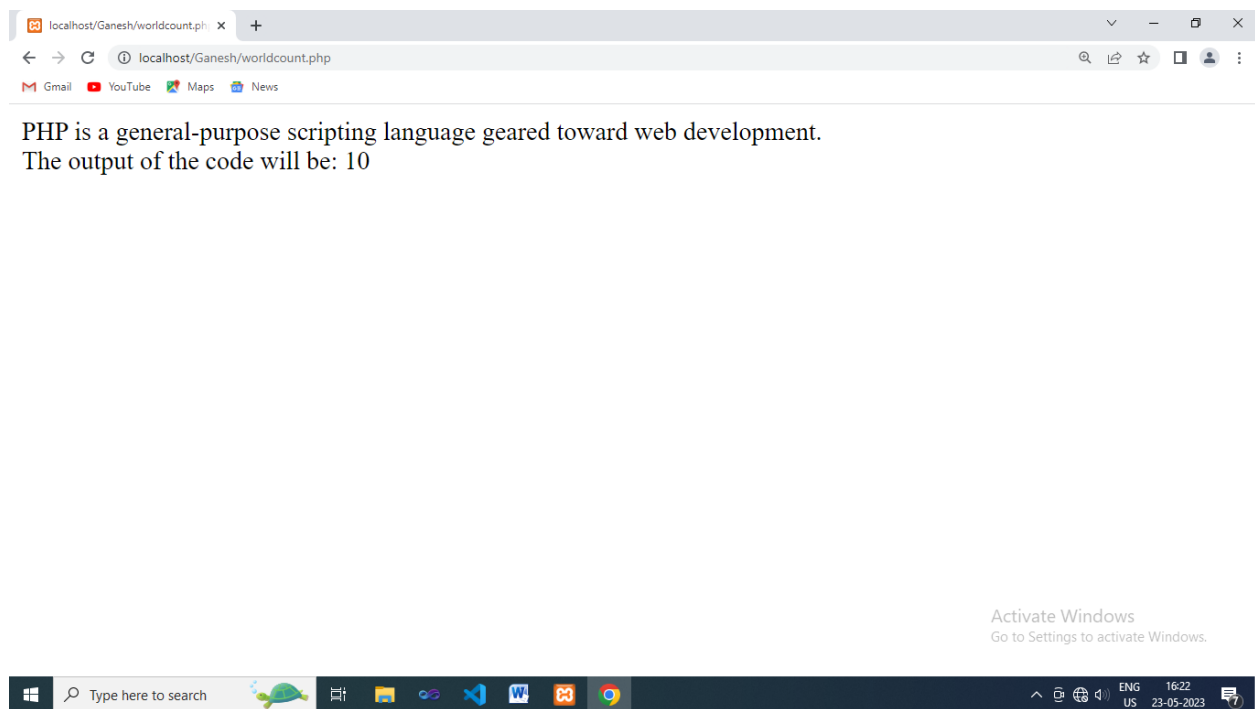 localhost/Ganesh/worldcount.ph
localhost/Ganesh/worldcount.php
Gmail YouTube Maps News
PHP is a general-purpose scripting language geared toward web development.
The output of the code will be: 10
Activate Windows
Go to Settings to activate Windows.
Type here to search
ENG 16:22
US 23-05-2023
7